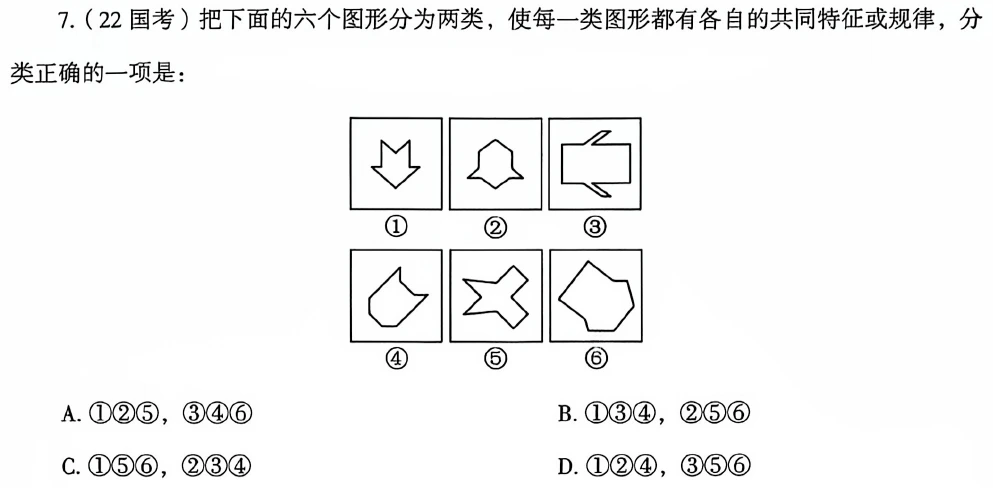 7.（22 国考）把下面的六个图形分为两类，使每一类图形都有各自的共同特征或规律，分
类正确的一项是：
① ② ③
④ ⑤ ⑥
A. ①②⑤，③④⑥ B. ①③④，②⑤⑥
C. ①⑤⑥，②③④ D. ①②④，③⑤⑥